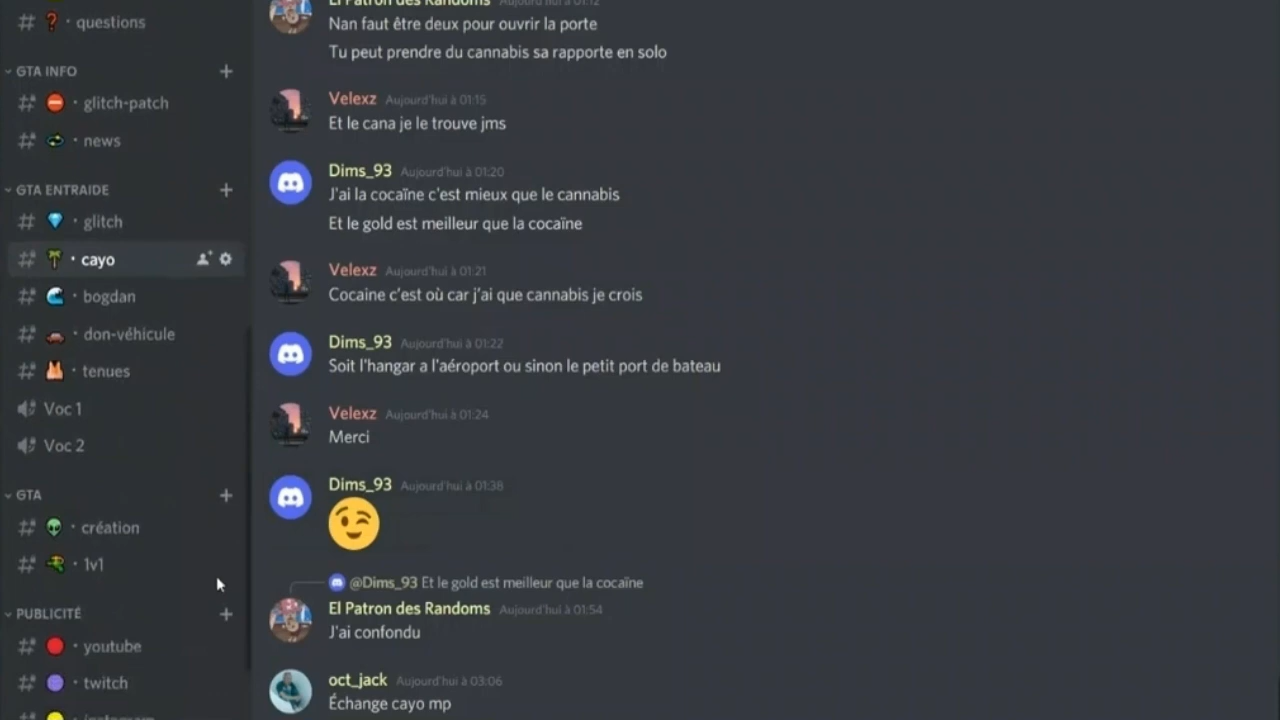 questions
GTA INFO
glitch-patch
news
GTA ENTRAIDE
glitch
cayo
bogdan
don-véhicule
tenues
Voc 1
Voc 2
GTA
création
1v1
PUBLICITÉ
youtube
twitch
instagram
El Patron des Randoms Aujourd'hui à 01:12
Nan faut être deux pour ouvrir la porte
Tu peut prendre du cannabis sa rapporte en solo
Velexz Aujourd'hui à 01:15
Et le cana je le trouve jms
Dims_93 Aujourd'hui à 01:20
J'ai la cocaïne c'est mieux que le cannabis
Et le gold est meilleur que la cocaïne
Velexz Aujourd'hui à 01:21
Cocaine c'est où car j'ai que cannabis je crois
Dims_93 Aujourd'hui à 01:22
Soit l'hangar a l'aéroport ou sinon le petit port de bateau
Velexz Aujourd'hui à 01:24
Merci
Dims_93 Aujourd'hui à 01:38
@Dims_93 Et le gold est meilleur que la cocaïne
El Patron des Randoms Aujourd'hui à 01:54
J'ai confondu
oct_jack Aujourd'hui à 03:06
Échange cayo mp